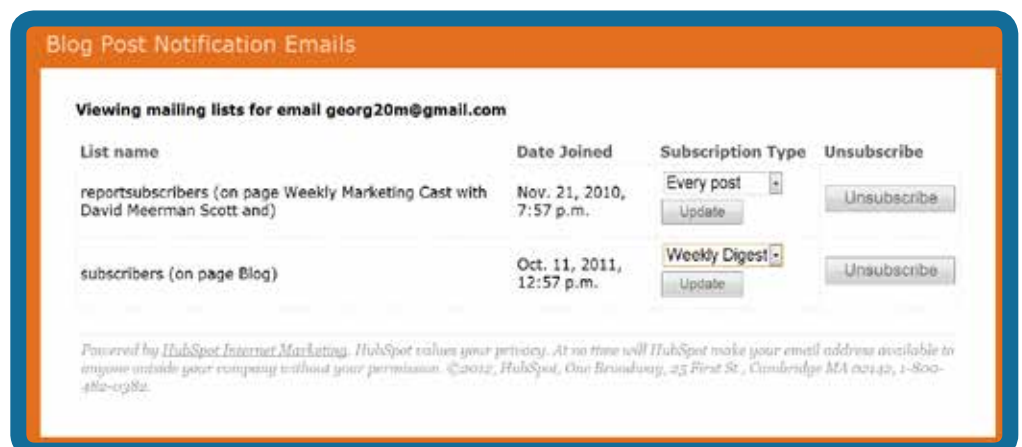 Blog Post Notification Emails
Viewing mailing lists for email georg20m@gmail.com
List name Date Joined Subscription Type Unsubscribe
reportsubscribers (on page Weekly Marketing Cast with
David Meerman Scott and)
Nov. 21, 2010,
7:57 p.m.
Every post
Update
Unsubscribe
subscribers (on page Blog)
Oct. 11, 2011,
12:57 p.m.
Weekly Digest
Update
Unsubscribe
Powered by HubSpot Internet Marketing. HubSpot values your privacy. At no time will HubSpot make your email address available to
anyone outside your company without your permission. ©2012, HubSpot, One Broadway, 25 First St., Cambridge MA 02142, 1-800-
482-0382.